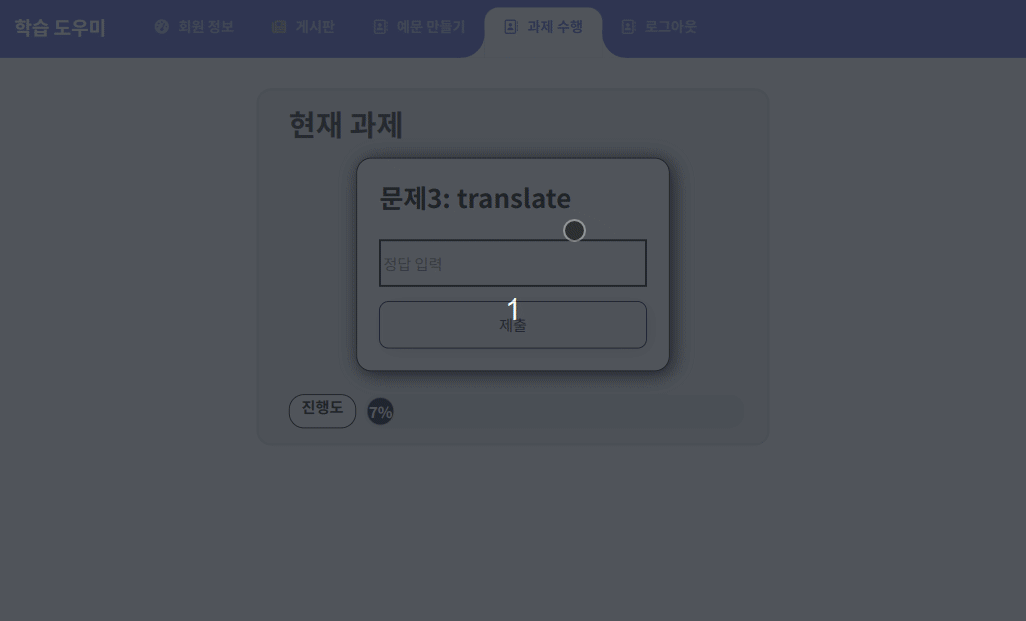 학습 도우미 회원 정보 게시판 예문 만들기 과제 수행 로그아웃
현재 과제
문제3: translate
정답 입력
1
제출
진행도 7%